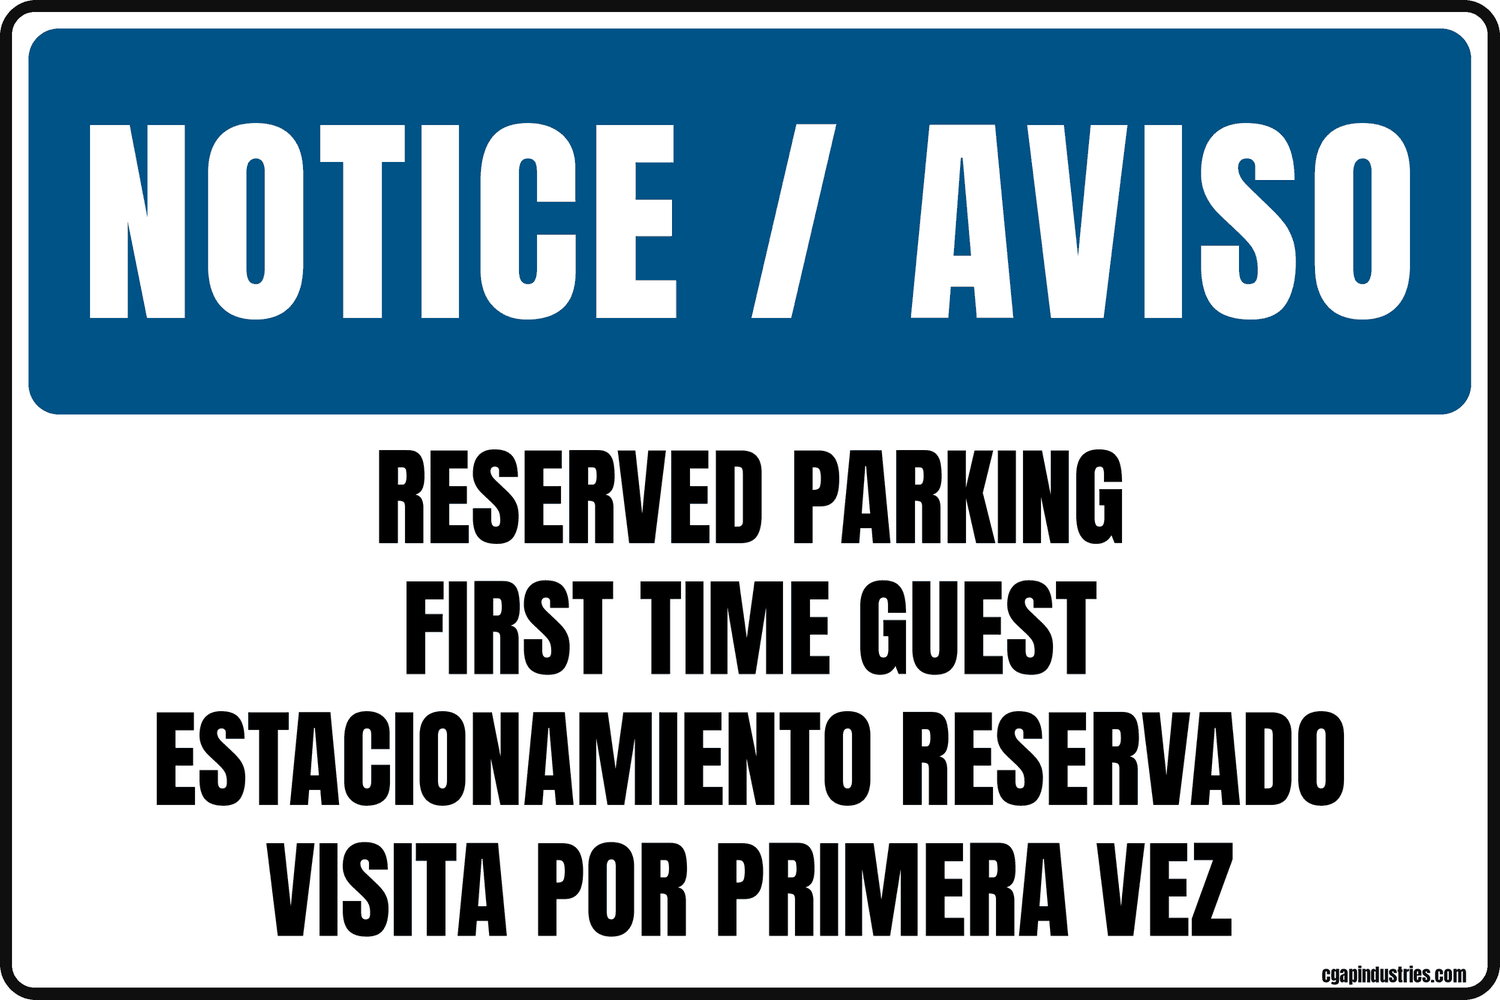 NOTICE / AVISO
RESERVED PARKING
FIRST TIME GUEST
ESTACIONAMIENTO RESERVADO
VISITA POR PRIMERA VEZ
cgapindustries.com